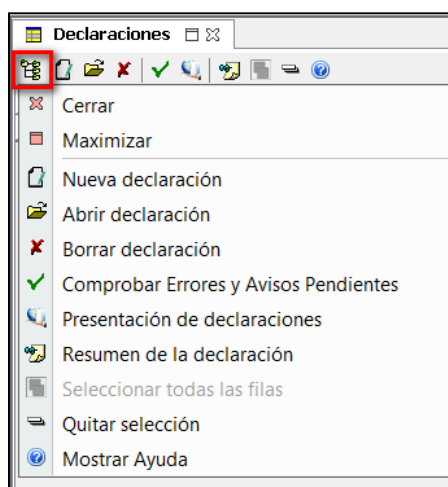 Declaraciones
Cerrar
Maximizar
Nueva declaración
Abrir declaración
Borrar declaración
Comprobar Errores y Avisos Pendientes
Presentación de declaraciones
Resumen de la declaración
Seleccionar todas las filas
Quitar selección
Mostrar Ayuda